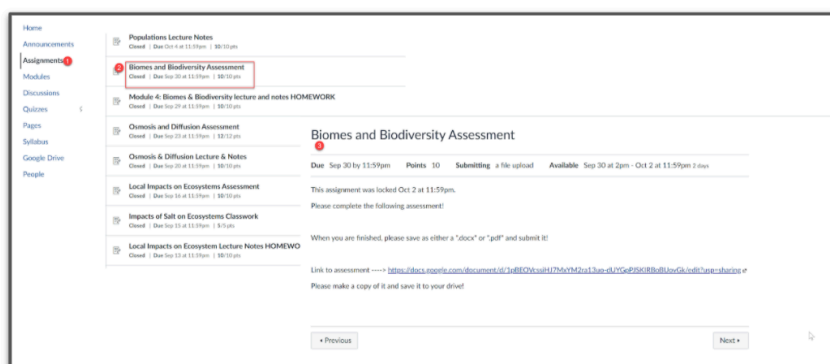 Home
Announcements
Assignments 1
Modules
Discussions
Quizzes
Pages
Syllabus
Google Drive
People
Populations Lecture Notes
Closed | Due Oct 4 at 11:59pm | 10/10 pts
2 Biomes and Biodiversity Assessment
Closed | Due Sep 30 at 11:59pm | 10/10 pts
Module 4: Biomes & Biodiversity lecture and notes HOMEWORK
Closed | Due Sep 29 at 11:59pm | 10/10 pts
Osmosis and Diffusion Assessment
Closed | Due Sep 23 at 11:59pm | 12/12 pts
Osmosis & Diffusion Lecture & Notes
Closed | Due Sep 20 at 11:59pm | 10/10 pts
Local Impacts on Ecosystems Assessment
Closed | Due Sep 16 at 11:59pm | 10/10 pts
Impacts of Salt on Ecosystems Classwork
Closed | Due Sep 15 at 11:59pm | 5/5 pts
Local Impacts on Ecosystem Lecture Notes HOMEWO
Closed | Due Sep 13 at 11:59pm | 10/10 pts
Biomes and Biodiversity Assessment
3
Due Sep 30 by 11:59pm Points 10 Submitting a file upload Available Sep 30 at 2pm - Oct 2 at 11:59pm 2 days
This assignment was locked Oct 2 at 11:59pm.
Please complete the following assessment!
When you are finished, please save as either a ".docx" or ".pdf" and submit it!
Link to assessment ---->
Please make a copy of it and save it to your drive!
‹ Previous
Next ›